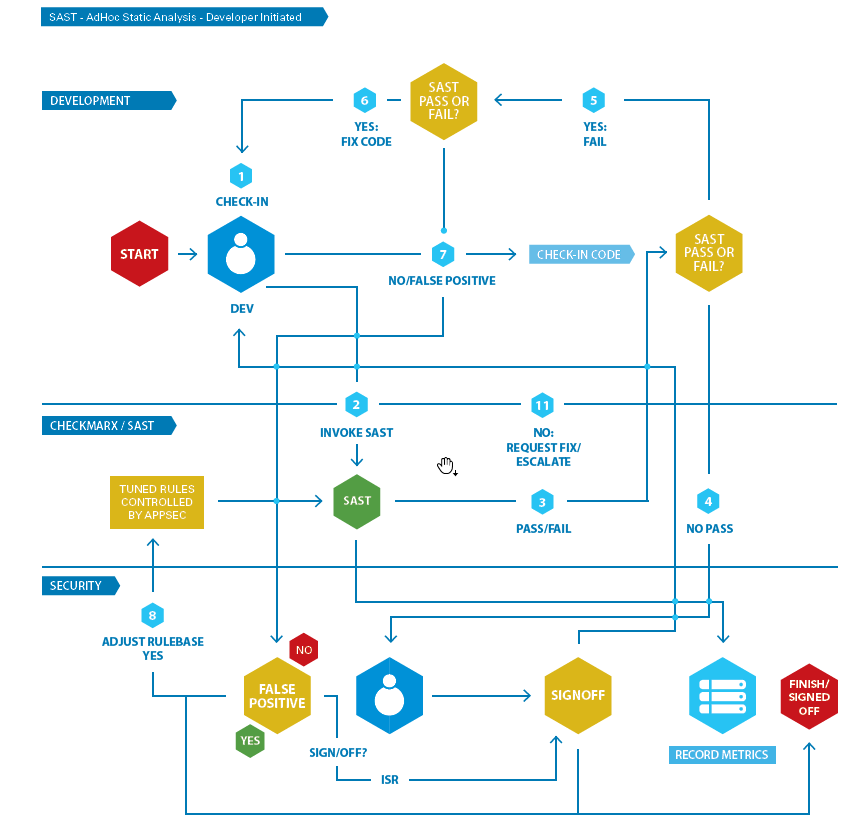 SAST - AdHoc Static Analysis - Developer Initiated
DEVELOPMENT
6
YES:
FIX CODE
SAST
PASS OR
FAIL?
5
YES:
FAIL
1
CHECK-IN
START
DEV
7
NO/FALSE POSITIVE
CHECK-IN CODE
SAST
PASS OR
FAIL?
CHECKMARX / SAST
2
INVOKE SAST
11
NO:
REQUEST FIX/
ESCALATE
TUNED RULES
CONTROLLED
BY APPSEC
SAST
3
PASS/FAIL
4
NO PASS
SECURITY
8
ADJUST RULEBASE
YES
NO
FALSE
POSITIVE
YES
SIGN/OFF?
ISR
SIGNOFF
RECORD METRICS
FINISH/
SIGNED
OFF